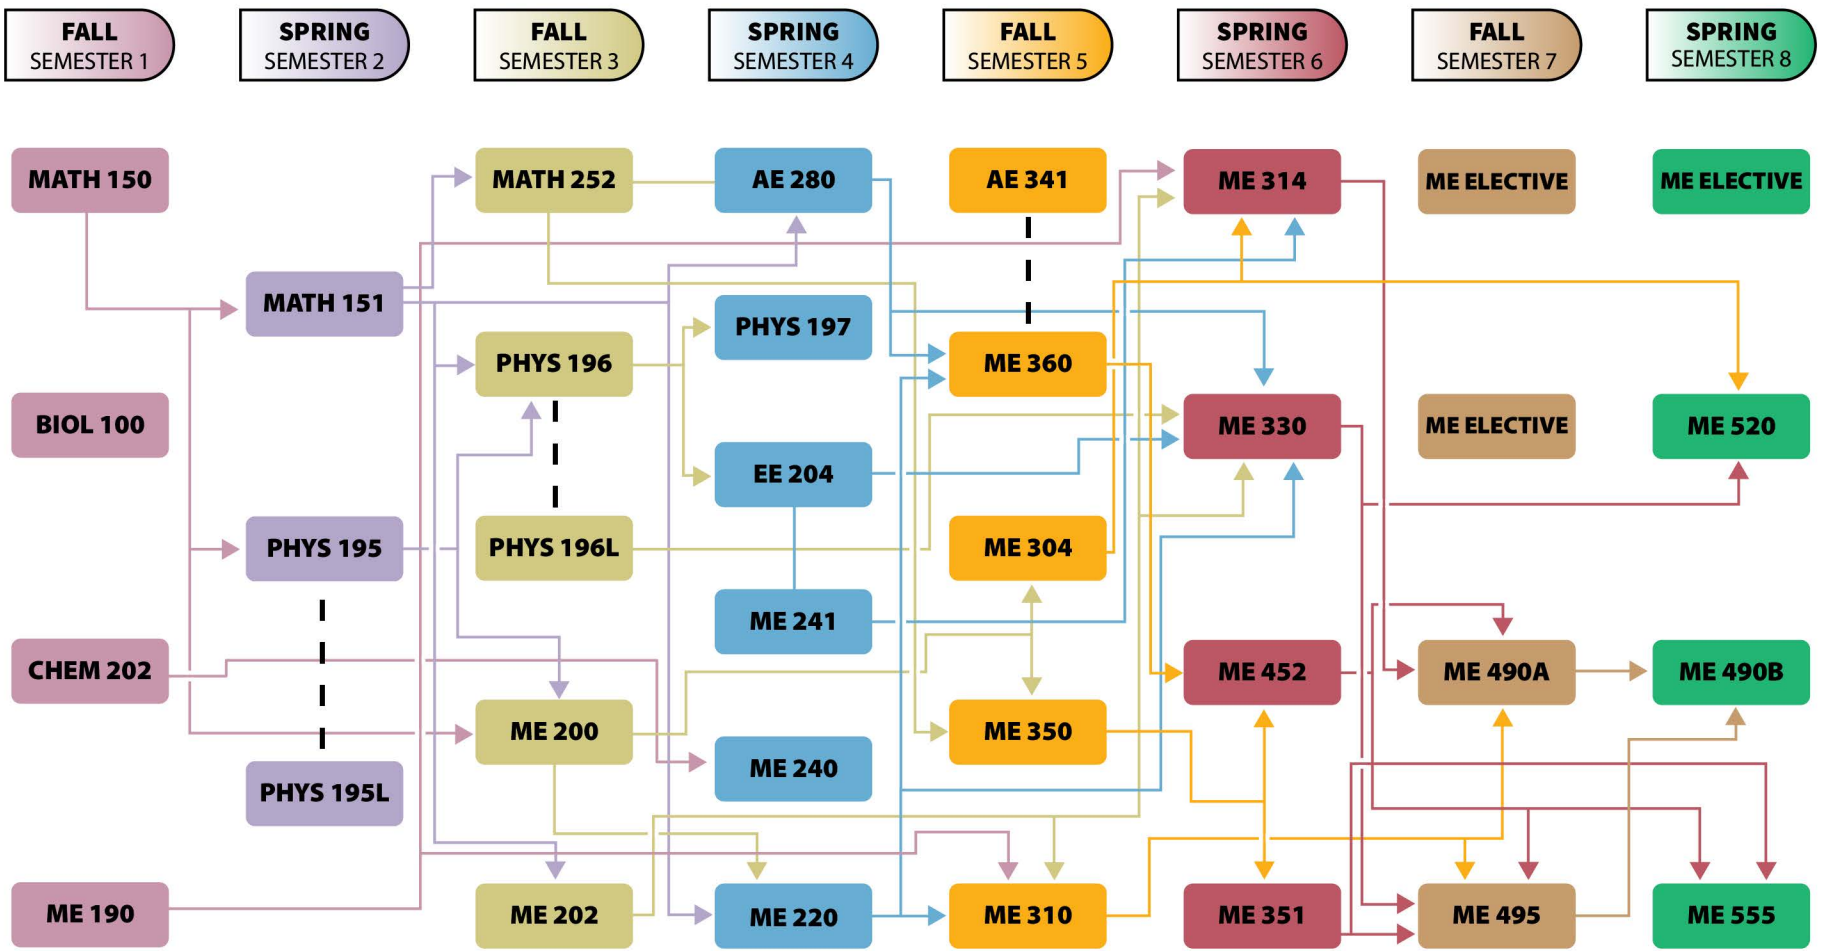 FALL
SEMESTER 1
SPRING
SEMESTER 2
FALL
SEMESTER 3
SPRING
SEMESTER 4
FALL
SEMESTER 5
SPRING
SEMESTER 6
FALL
SEMESTER 7
SPRING
SEMESTER 8
MATH 150
BIOL 100
CHEM 202
ME 190
MATH 151
PHYS 195
PHYS 195L
MATH 252
PHYS 196
PHYS 196L
ME 200
ME 202
AE 280
PHYS 197
EE 204
ME 241
ME 240
ME 220
AE 341
ME 360
ME 304
ME 350
ME 310
ME 314
ME 330
ME 452
ME 351
ME ELECTIVE
ME ELECTIVE
ME 490A
ME 495
ME ELECTIVE
ME 520
ME 490B
ME 555